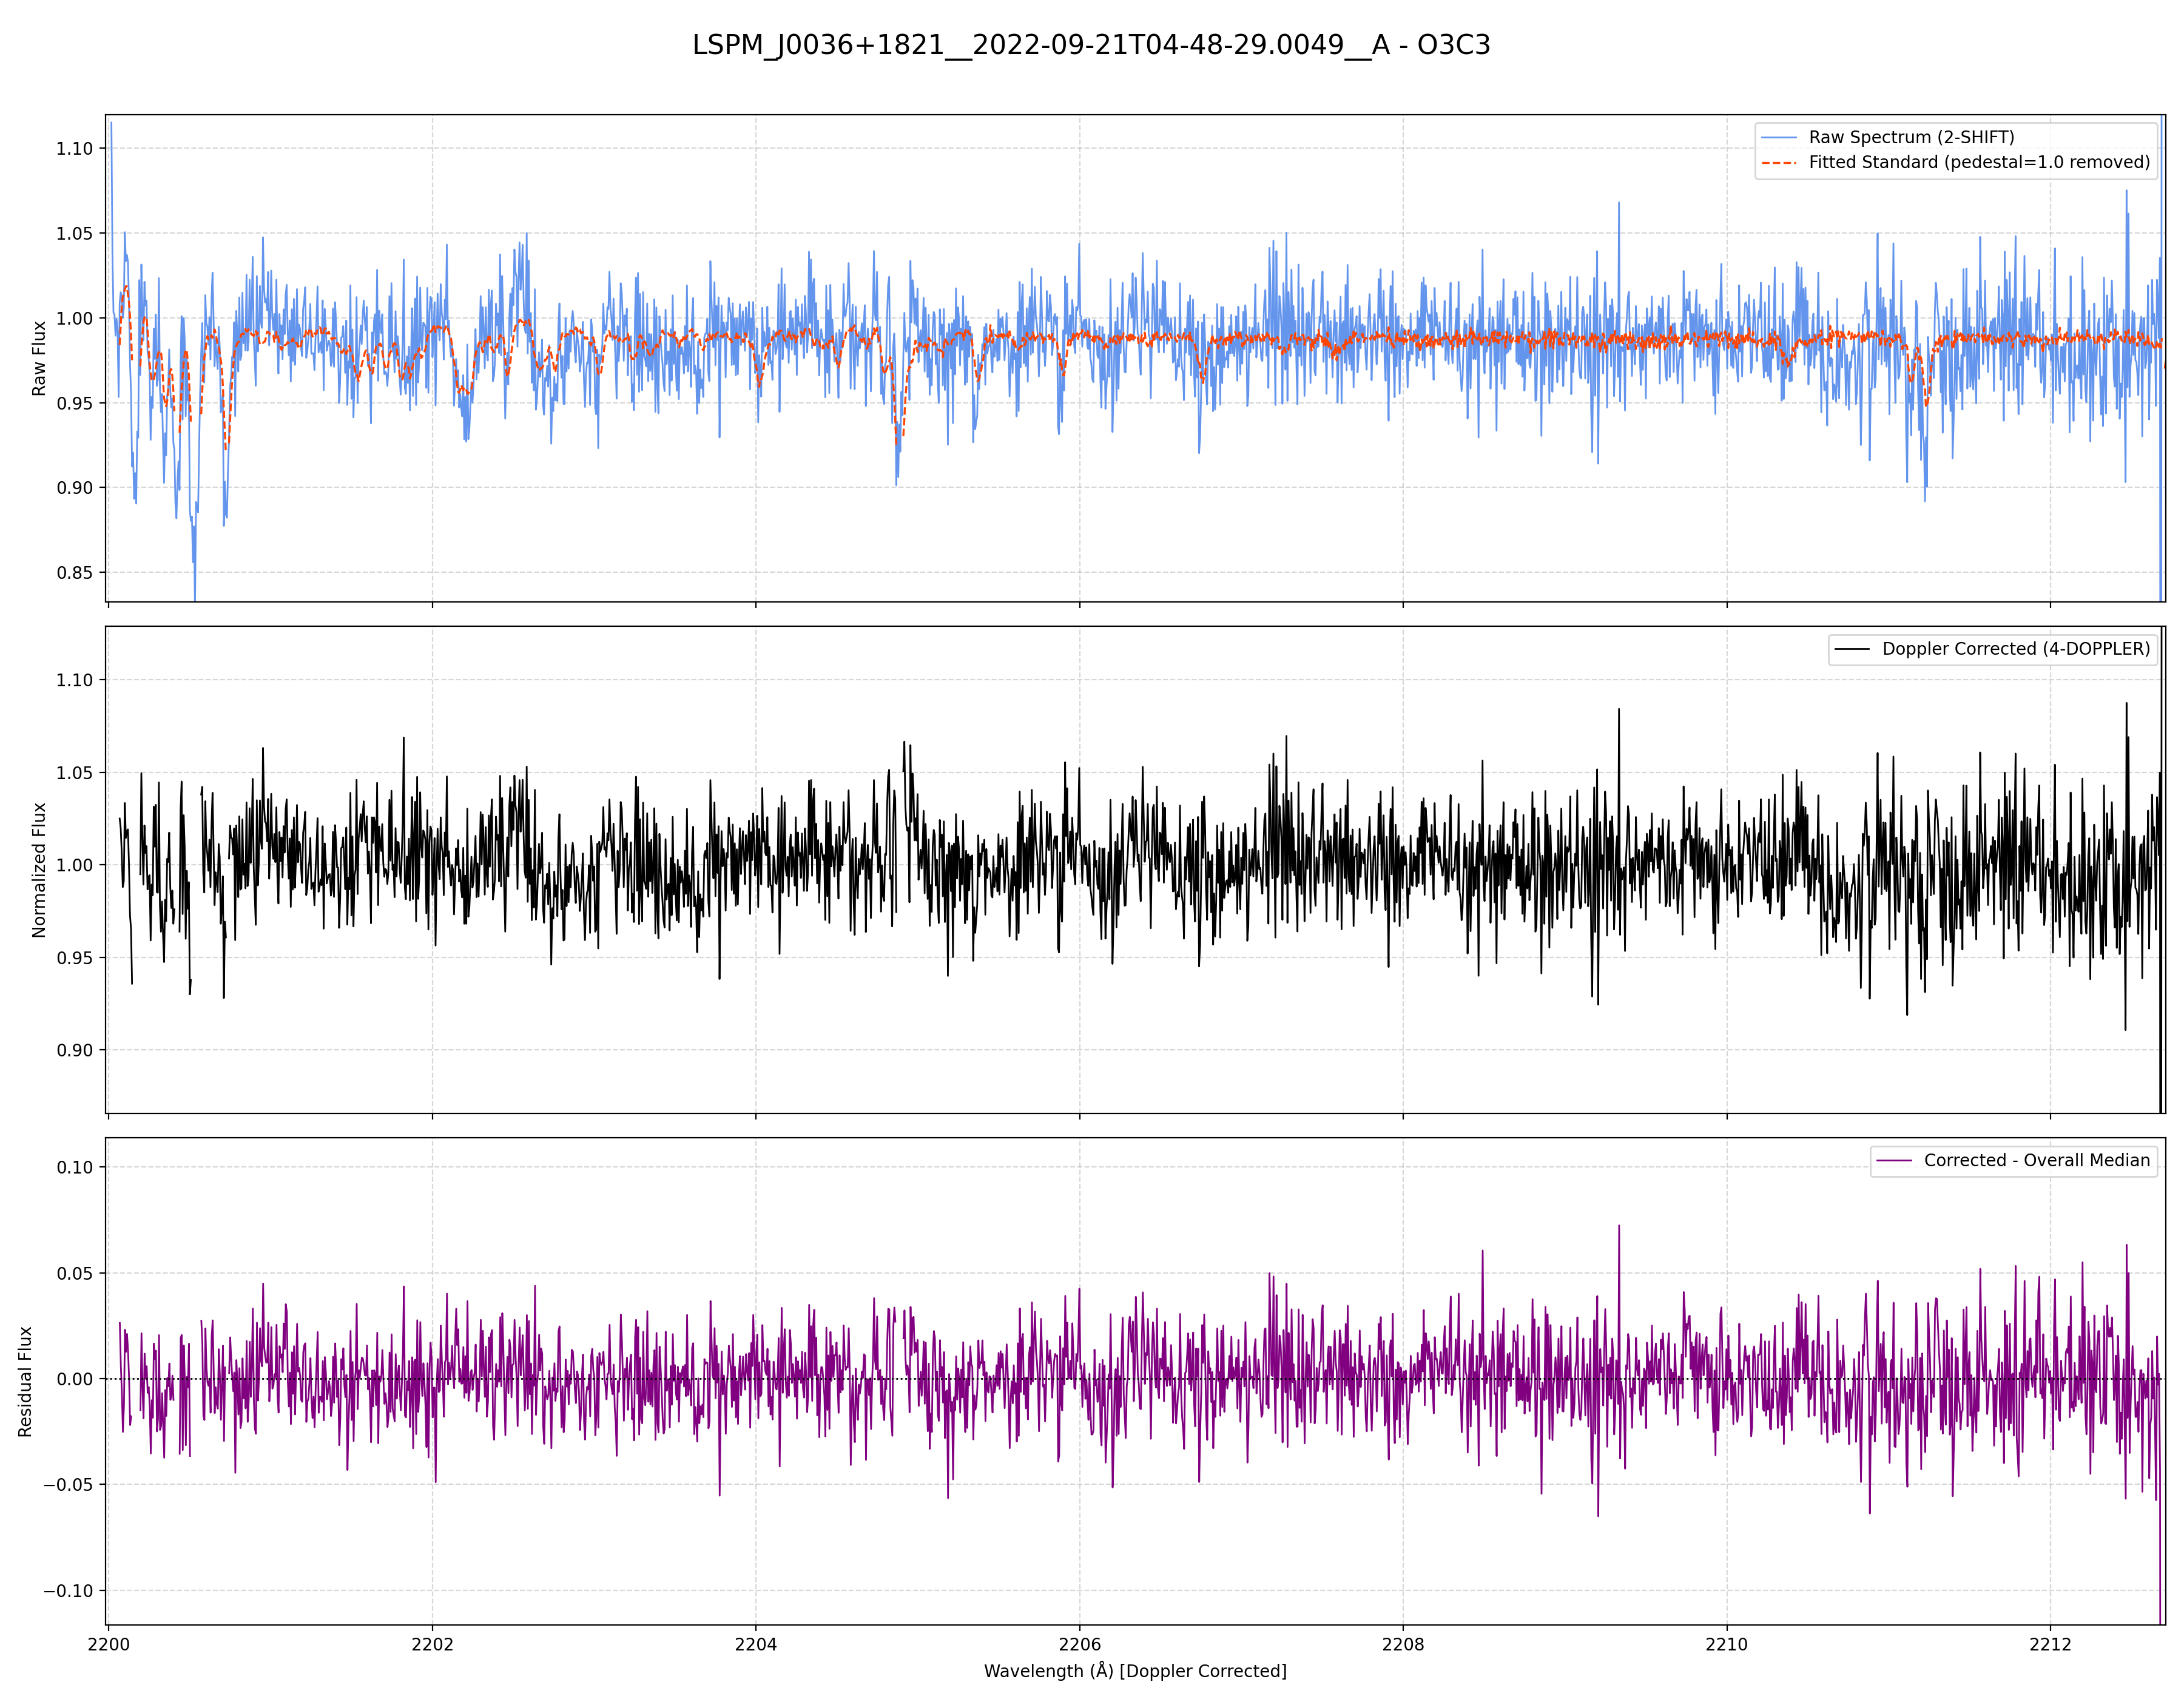 LSPM_J0036+1821__2022-09-21T04-48-29.0049__A - O3C3
Raw Spectrum (2-SHIFT)
Fitted Standard (pedestal=1.0 removed)
1.10
1.05
1.00
0.95
0.90
0.85
Raw Flux
Doppler Corrected (4-DOPPLER)
1.10
1.05
1.00
0.95
0.90
Normalized Flux
Corrected - Overall Median
0.10
0.05
0.00
−0.05
−0.10
Residual Flux
2200 2202 2204 2206 2208 2210 2212
Wavelength (Å) [Doppler Corrected]